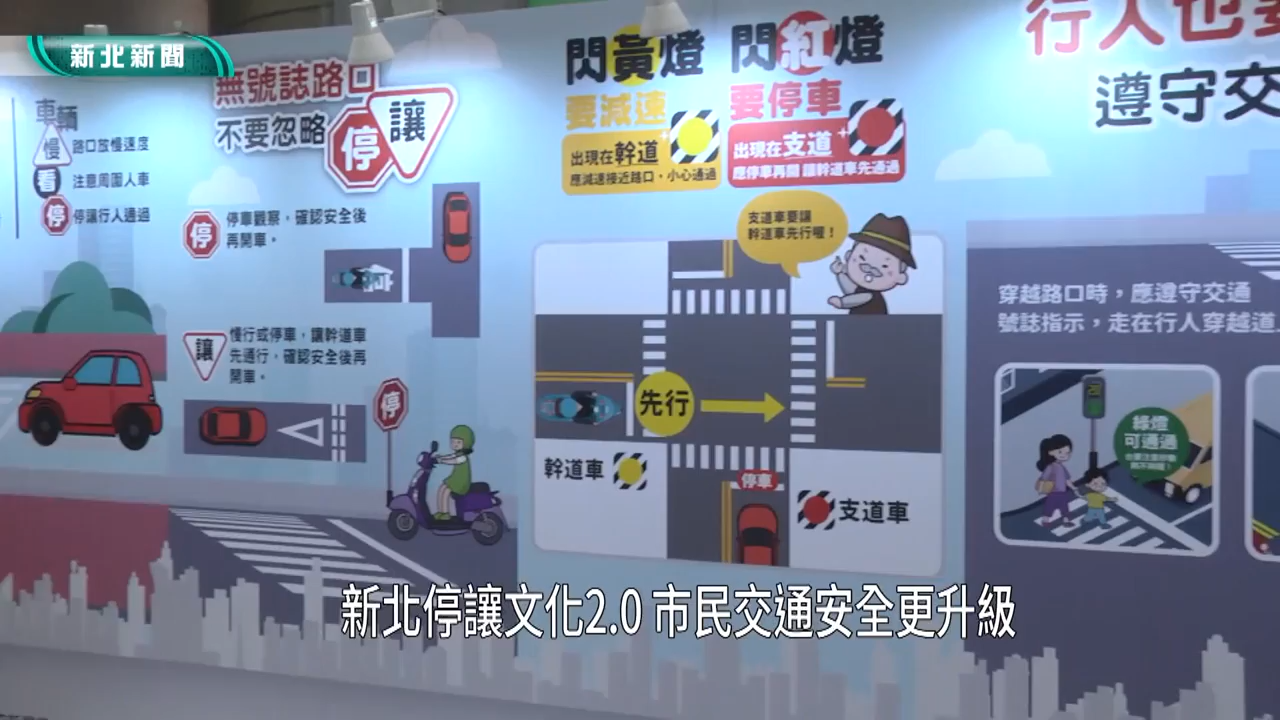 新北新聞
車輛
慢 路口放慢速度
看 注意周圍人車
停 停讓行人通過
無號誌路口
不要忽略 停 讓
停 停車觀察，確認安全後
再開車。
讓 慢行或停車，讓幹道車
先通行，確認安全後再
開車。
停
閃黃燈
要減速
出現在幹道
應減速接近路口，小心通過
閃紅燈
要停車
出現在支道
應停車再開 讓幹道車先通過
支道車要讓
幹道車先行喔！
先行
幹道車
停車
支道車
行人也要
遵守交
穿越路口時，應遵守交通
號誌指示，走在行人穿越道
綠燈
可通過
新北停讓文化2.0 市民交通安全更升級